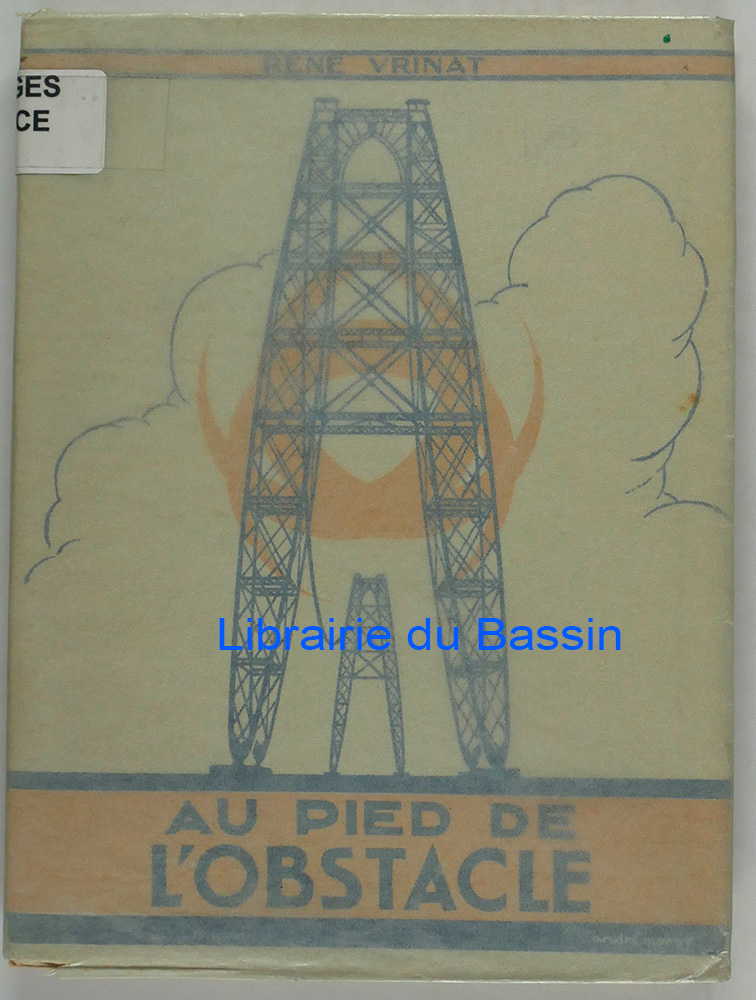 RENE VRINAT
GES
CE
Librairie du Bassin
AU PIED DE
L'OBSTACLE